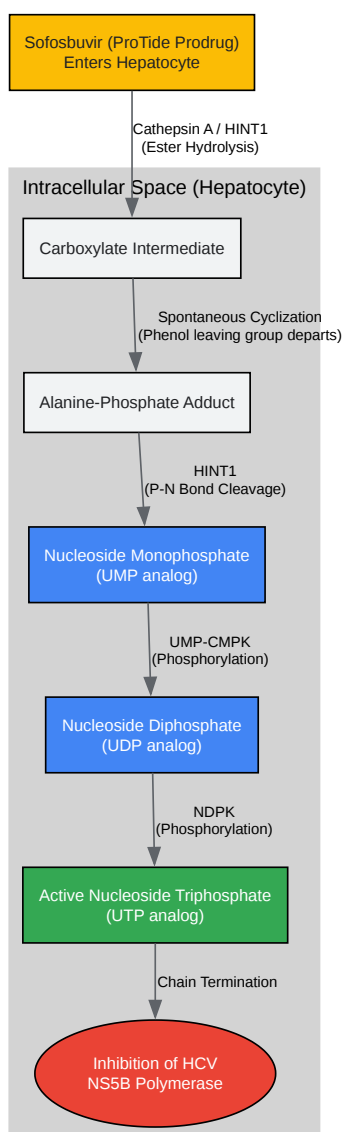 Sofosbuvir (ProTide Prodrug)
Enters Hepatocyte
Cathepsin A / HINT1
(Ester Hydrolysis)
Intracellular Space (Hepatocyte)
Carboxylate Intermediate
Spontaneous Cyclization
(Phenol leaving group departs)
Alanine-Phosphate Adduct
HINT1
(P-N Bond Cleavage)
Nucleoside Monophosphate
(UMP analog)
UMP-CMPK
(Phosphorylation)
Nucleoside Diphosphate
(UDP analog)
NDPK
(Phosphorylation)
Active Nucleoside Triphosphate
(UTP analog)
Chain Termination
Inhibition of HCV
NS5B Polymerase